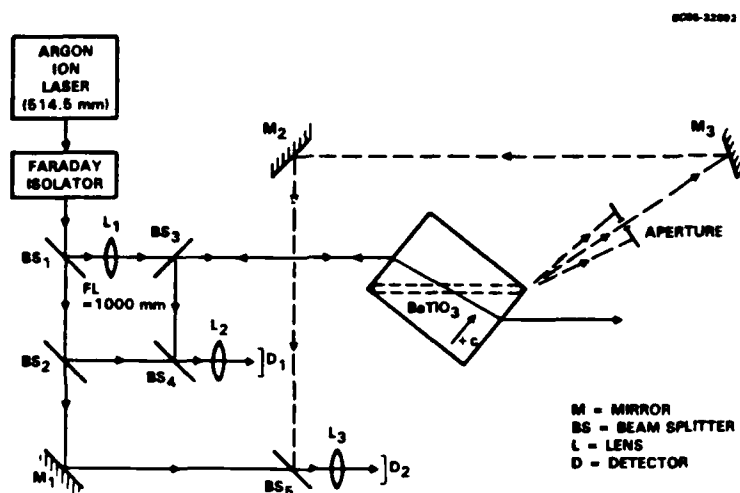 ARGON
ION
LASER
(514.5 mm)
FARADAY
ISOLATOR
M2
M3
L1
BS3
APERTURE
BS1
FL
=1000 mm
BaTiO3
+ c
L2
BS2
BS4
D1
M = MIRROR
BS = BEAM SPLITTER
L = LENS
D = DETECTOR
L3
M1
BS5
D2